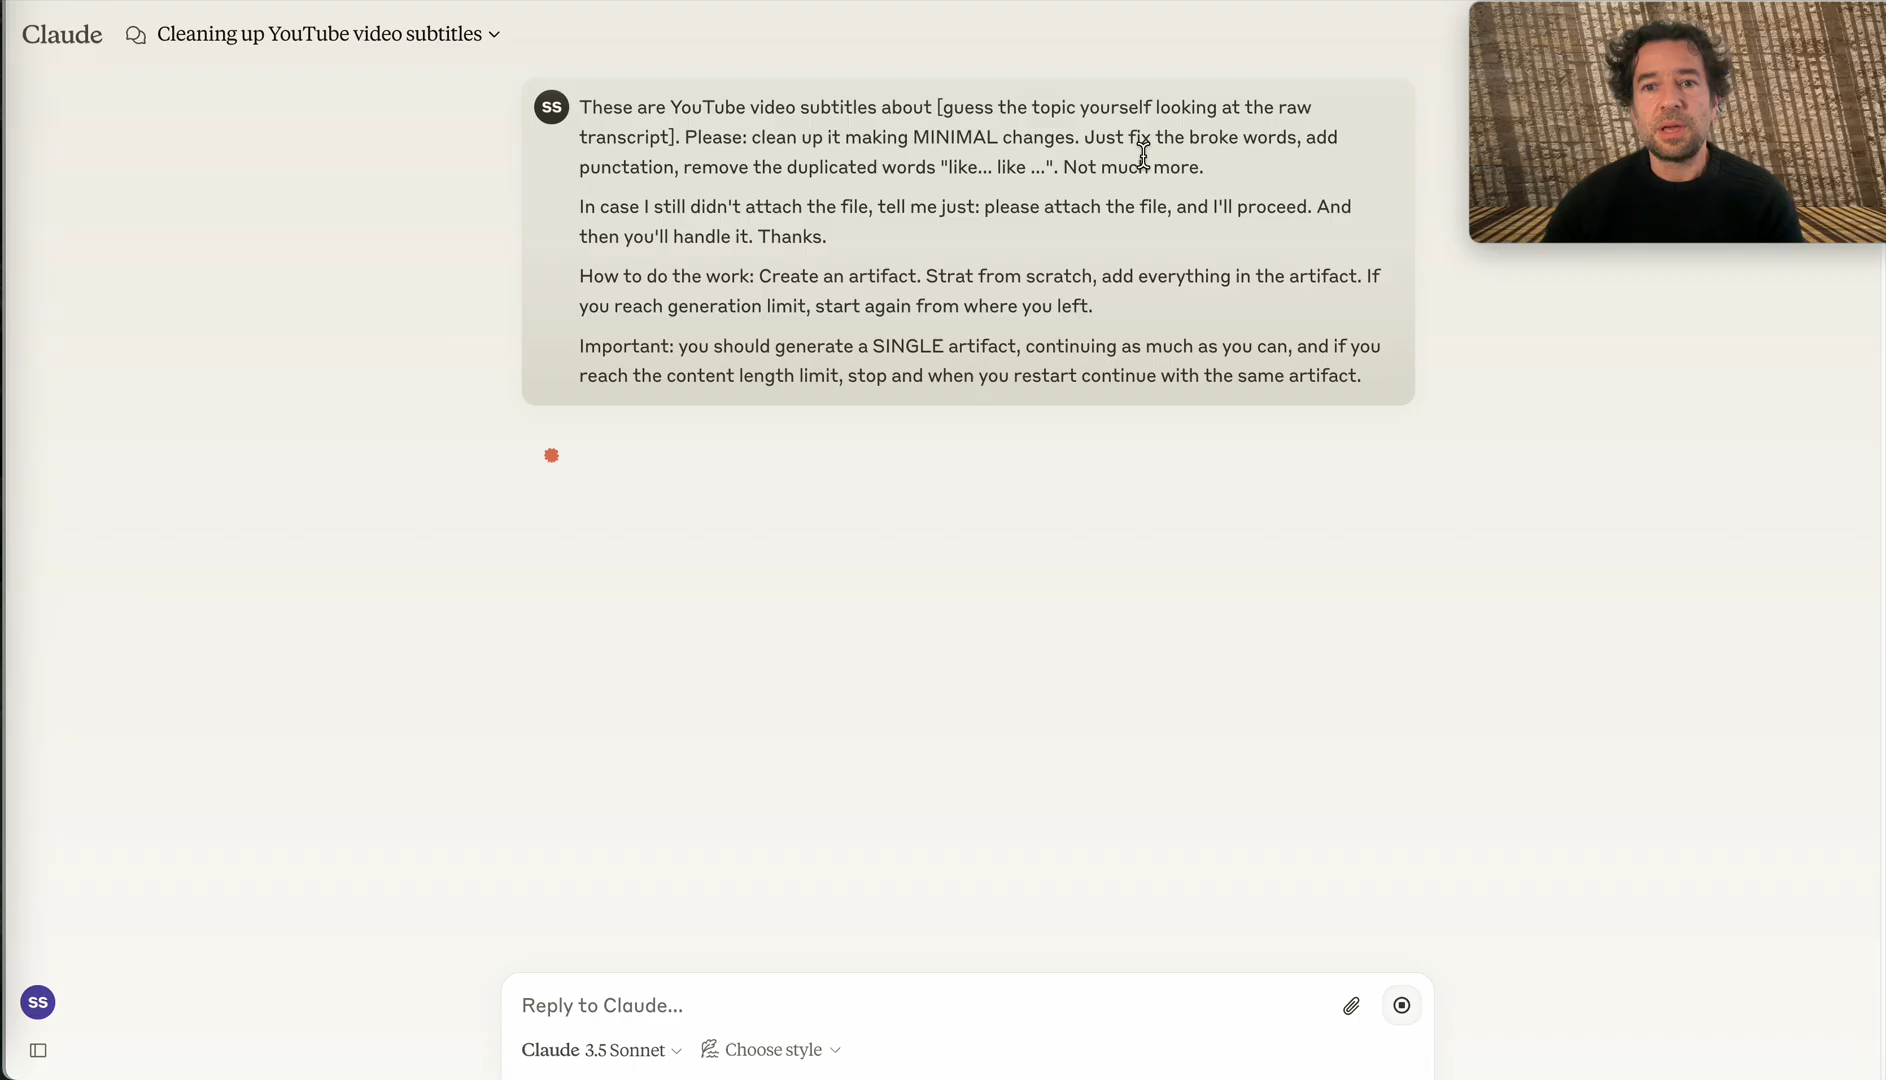 Claude
Cleaning up YouTube video subtitles
SS
These are YouTube video subtitles about [guess the topic yourself looking at the raw
transcript]. Please: clean up it making MINIMAL changes. Just fix the broke words, add
punctation, remove the duplicated words "like... like ...". Not much more.
In case I still didn't attach the file, tell me just: please attach the file, and I'll proceed. And
then you'll handle it. Thanks.
How to do the work: Create an artifact. Strat from scratch, add everything in the artifact. If
you reach generation limit, start again from where you left.
Important: you should generate a SINGLE artifact, continuing as much as you can, and if you
reach the content length limit, stop and when you restart continue with the same artifact.
Reply to Claude...
SS
Claude 3.5 Sonnet
Choose style